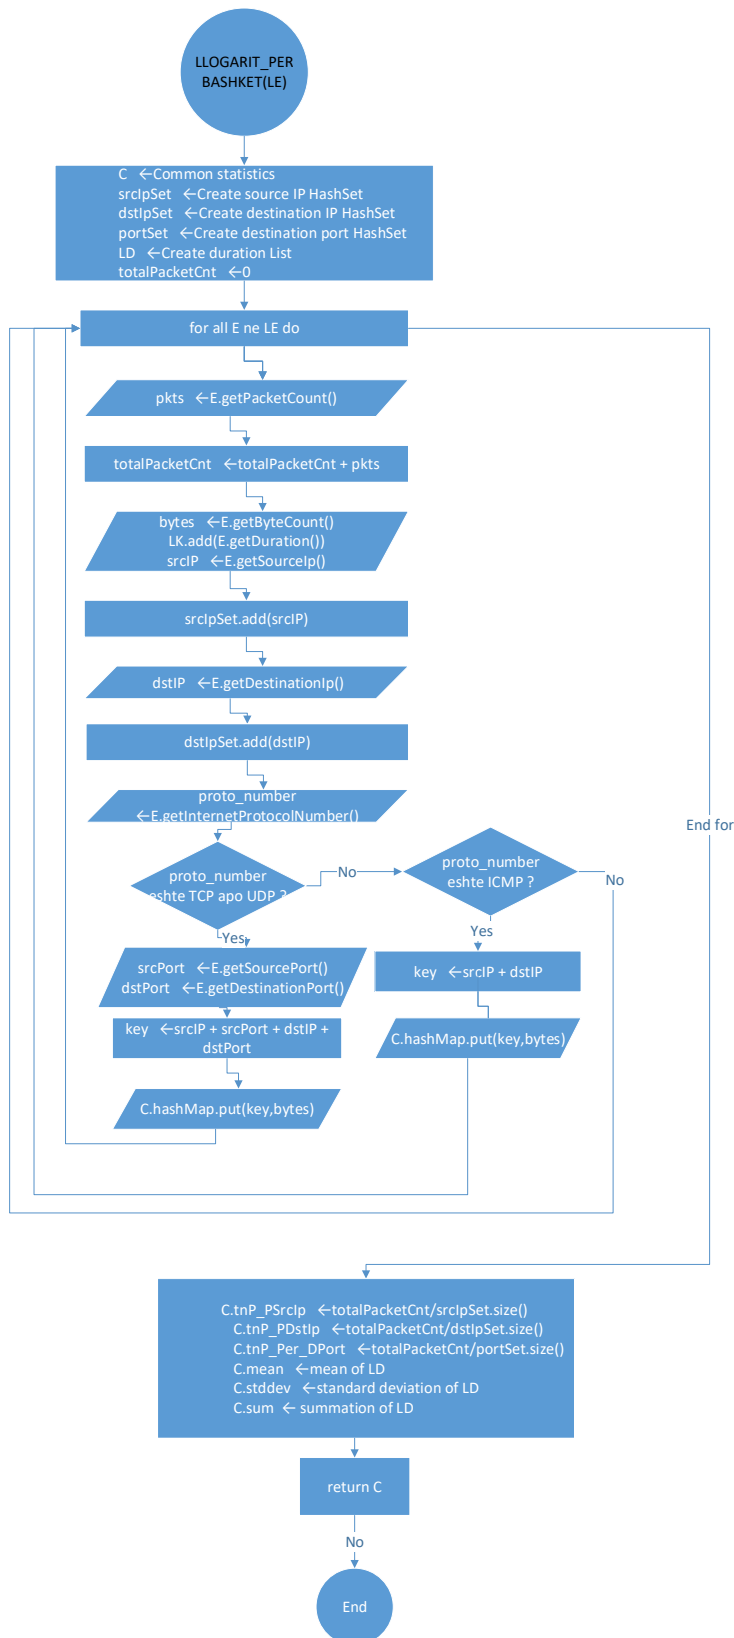 LLOGARIT_PER
BASHKET(LE)
C ←Common statistics
srcIpSet ←Create source IP HashSet
dstIpSet ←Create destination IP HashSet
portSet ←Create destination port HashSet
LD ←Create duration List
totalPacketCnt ←0
for all E ne LE do
pkts ←E.getPacketCount()
totalPacketCnt ←totalPacketCnt + pkts
bytes ←E.getByteCount()
LK.add(E.getDuration())
srcIP ←E.getSourceIp()
srcIpSet.add(srcIP)
dstIP ←E.getDestinationIp()
dstIpSet.add(dstIP)
proto_number
←E.getInternetProtocolNumber()
End for
proto_number
eshte TCP apo UDP ?
No
proto_number
eshte ICMP ?
No
Yes
Yes
srcPort ←E.getSourcePort()
dstPort ←E.getDestinationPort()
key ←srcIP + dstIP
key ←srcIP + srcPort + dstIP +
dstPort
C.hashMap.put(key,bytes)
C.hashMap.put(key,bytes)
C.tnP_PSrcIp ←totalPacketCnt/srcIpSet.size()
C.tnP_PDstIp ←totalPacketCnt/dstIpSet.size()
C.tnP_Per_DPort ←totalPacketCnt/portSet.size()
C.mean ←mean of LD
C.stddev ←standard deviation of LD
C.sum ← summation of LD
return C
No
End